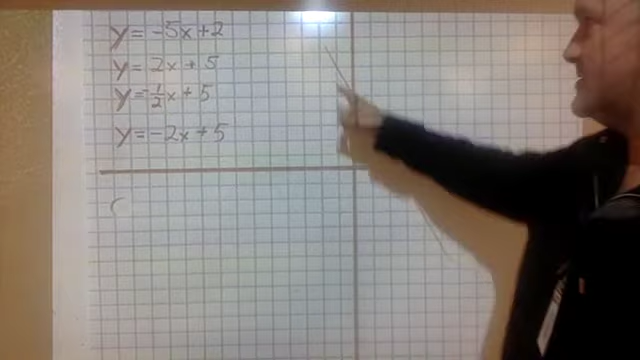 y = -5x + 2
y = 2x + 5
y = -½x + 5
y = -2x + 5